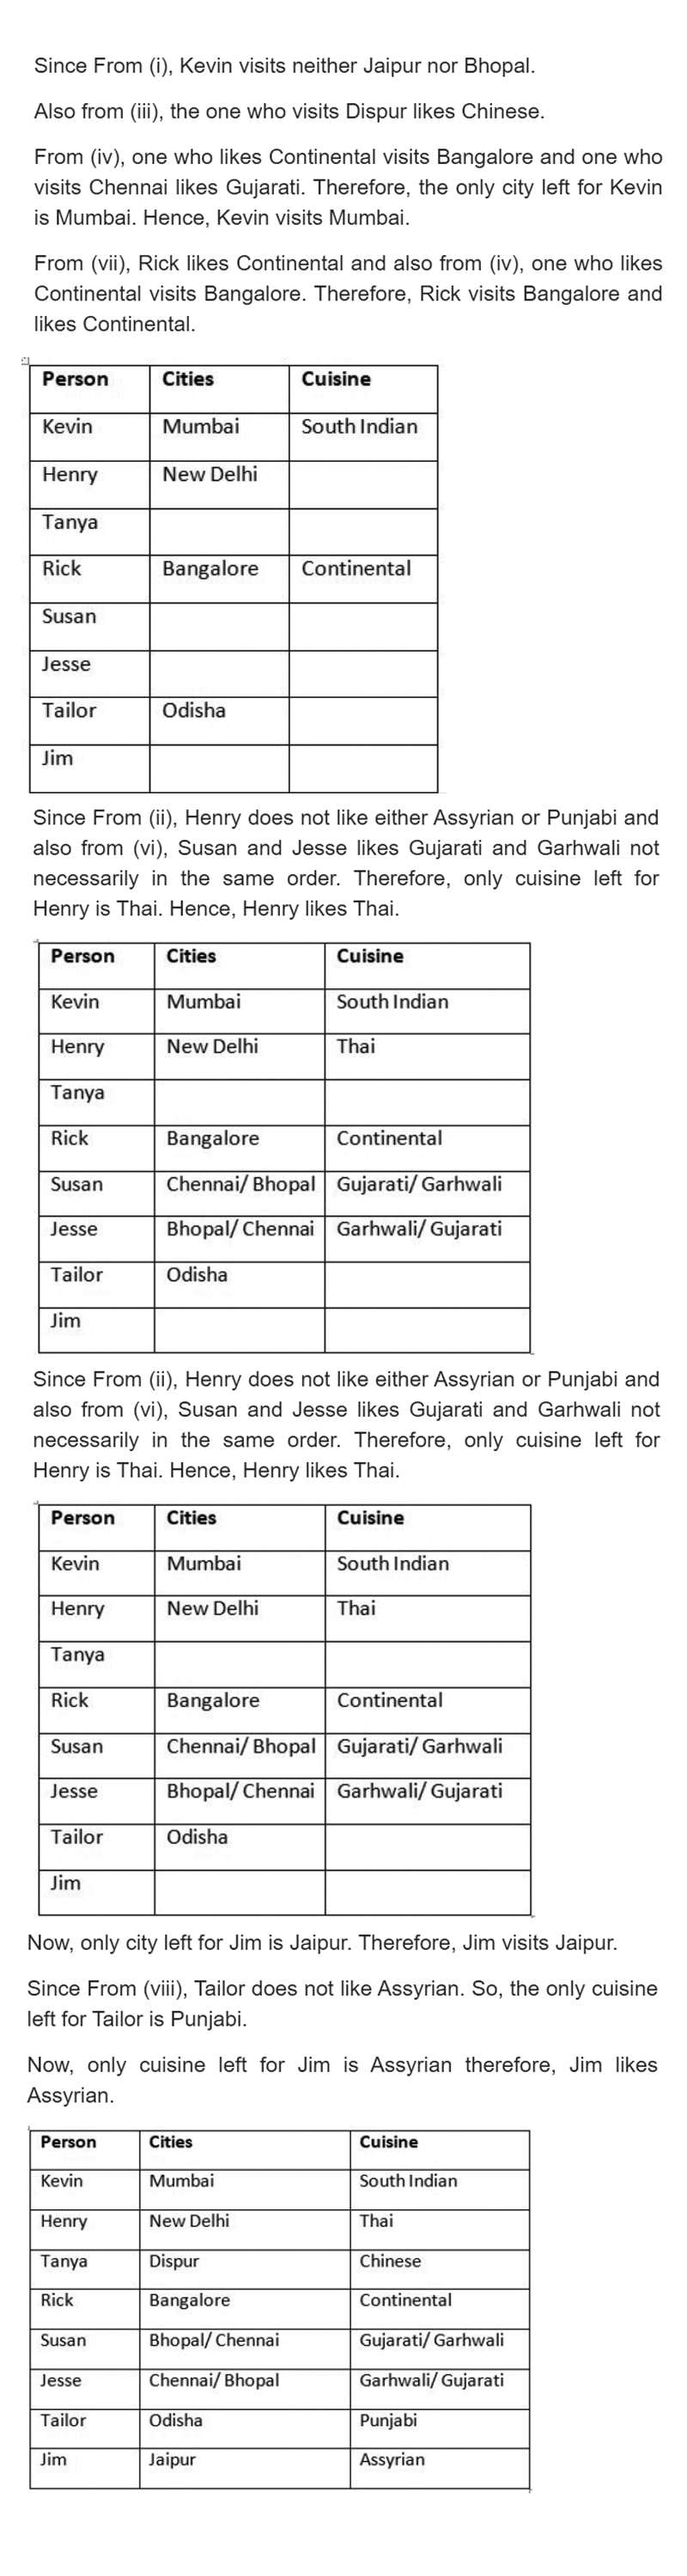 Since From (i), Kevin visits neither Jaipur nor Bhopal.
Also from (iii), the one who visits Dispur likes Chinese.
From (iv), one who likes Continental visits Bangalore and one who
visits Chennai likes Gujarati. Therefore, the only city left for Kevin
is Mumbai. Hence, Kevin visits Mumbai.
From (vii), Rick likes Continental and also from (iv), one who likes
Continental visits Bangalore. Therefore, Rick visits Bangalore and
likes Continental.
Person Cities Cuisine
Kevin Mumbai South Indian
Henry New Delhi
Tanya
Rick Bangalore Continental
Susan
Jesse
Tailor Odisha
Jim
Since From (ii), Henry does not like either Assyrian or Punjabi and
also from (vi), Susan and Jesse likes Gujarati and Garhwali not
necessarily in the same order. Therefore, only cuisine left for
Henry is Thai. Hence, Henry likes Thai.
Person Cities Cuisine
Kevin Mumbai South Indian
Henry New Delhi Thai
Tanya
Rick Bangalore Continental
Susan Chennai/ Bhopal Gujarati/ Garhwali
Jesse Bhopal/ Chennai Garhwali/ Gujarati
Tailor Odisha
Jim
Since From (ii), Henry does not like either Assyrian or Punjabi and
also from (vi), Susan and Jesse likes Gujarati and Garhwali not
necessarily in the same order. Therefore, only cuisine left for
Henry is Thai. Hence, Henry likes Thai.
Person Cities Cuisine
Kevin Mumbai South Indian
Henry New Delhi Thai
Tanya
Rick Bangalore Continental
Susan Chennai/ Bhopal Gujarati/ Garhwali
Jesse Bhopal/ Chennai Garhwali/ Gujarati
Tailor Odisha
Jim
Now, only city left for Jim is Jaipur. Therefore, Jim visits Jaipur.
Since From (viii), Tailor does not like Assyrian. So, the only cuisine
left for Tailor is Punjabi.
Now, only cuisine left for Jim is Assyrian therefore, Jim likes
Assyrian.
Person Cities Cuisine
Kevin Mumbai South Indian
Henry New Delhi Thai
Tanya Dispur Chinese
Rick Bangalore Continental
Susan Bhopal/ Chennai Gujarati/ Garhwali
Jesse Chennai/ Bhopal Garhwali/ Gujarati
Tailor Odisha Punjabi
Jim Jaipur Assyrian